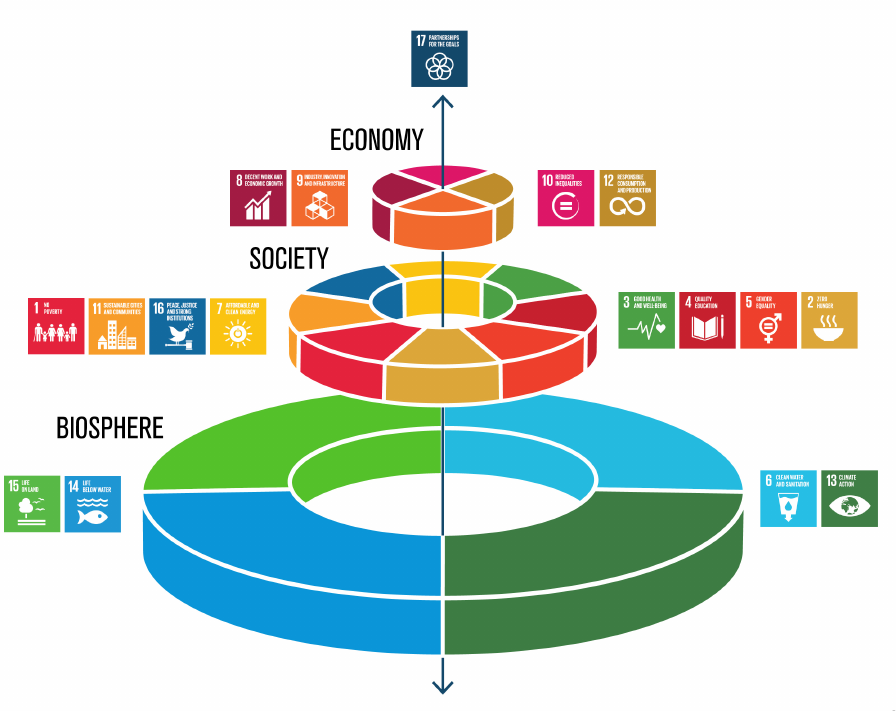 17 PARTNERSHIPS
FOR THE GOALS
ECONOMY
8 DECENT WORK AND
ECONOMIC GROWTH
9 INDUSTRY, INNOVATION
AND INFRASTRUCTURE
10 REDUCED
INEQUALITIES
12 RESPONSIBLE
CONSUMPTION
AND PRODUCTION
SOCIETY
1 NO
POVERTY
11 SUSTAINABLE CITIES
AND COMMUNITIES
16 PEACE, JUSTICE
AND STRONG
INSTITUTIONS
7 AFFORDABLE AND
CLEAN ENERGY
3 GOOD HEALTH
AND WELL-BEING
4 QUALITY
EDUCATION
5 GENDER
EQUALITY
2 ZERO
HUNGER
BIOSPHERE
15 LIFE
ON LAND
14 LIFE
BELOW WATER
6 CLEAN WATER
AND SANITATION
13 CLIMATE
ACTION